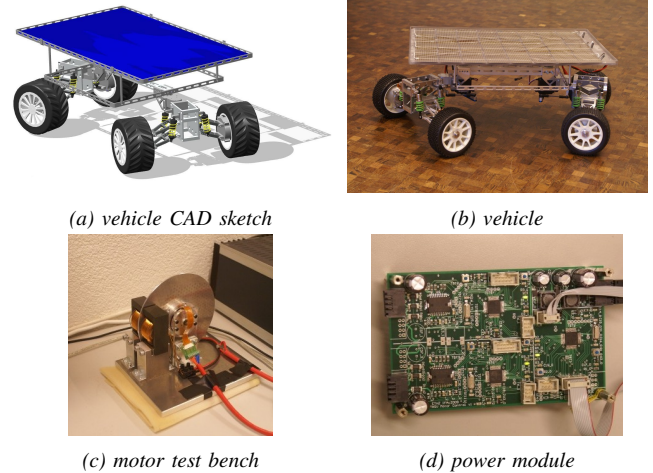 (a) vehicle CAD sketch
(b) vehicle
(c) motor test bench
(d) power module